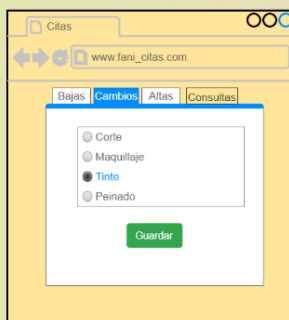 Citas
www.fani_citas.com
Bajas Cambios Altas Consultas
Corte
Maquillaje
Tinte
Peinado
Guardar